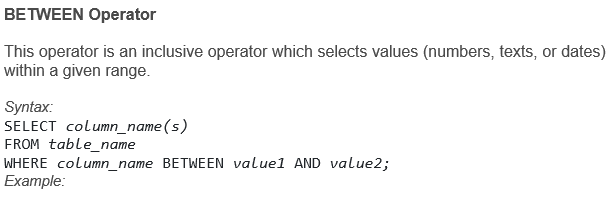 BETWEEN Operator
This operator is an inclusive operator which selects values (numbers, texts, or dates)
within a given range.
Syntax:
SELECT column_name(s)
FROM table_name
WHERE column_name BETWEEN value1 AND value2;
Example: